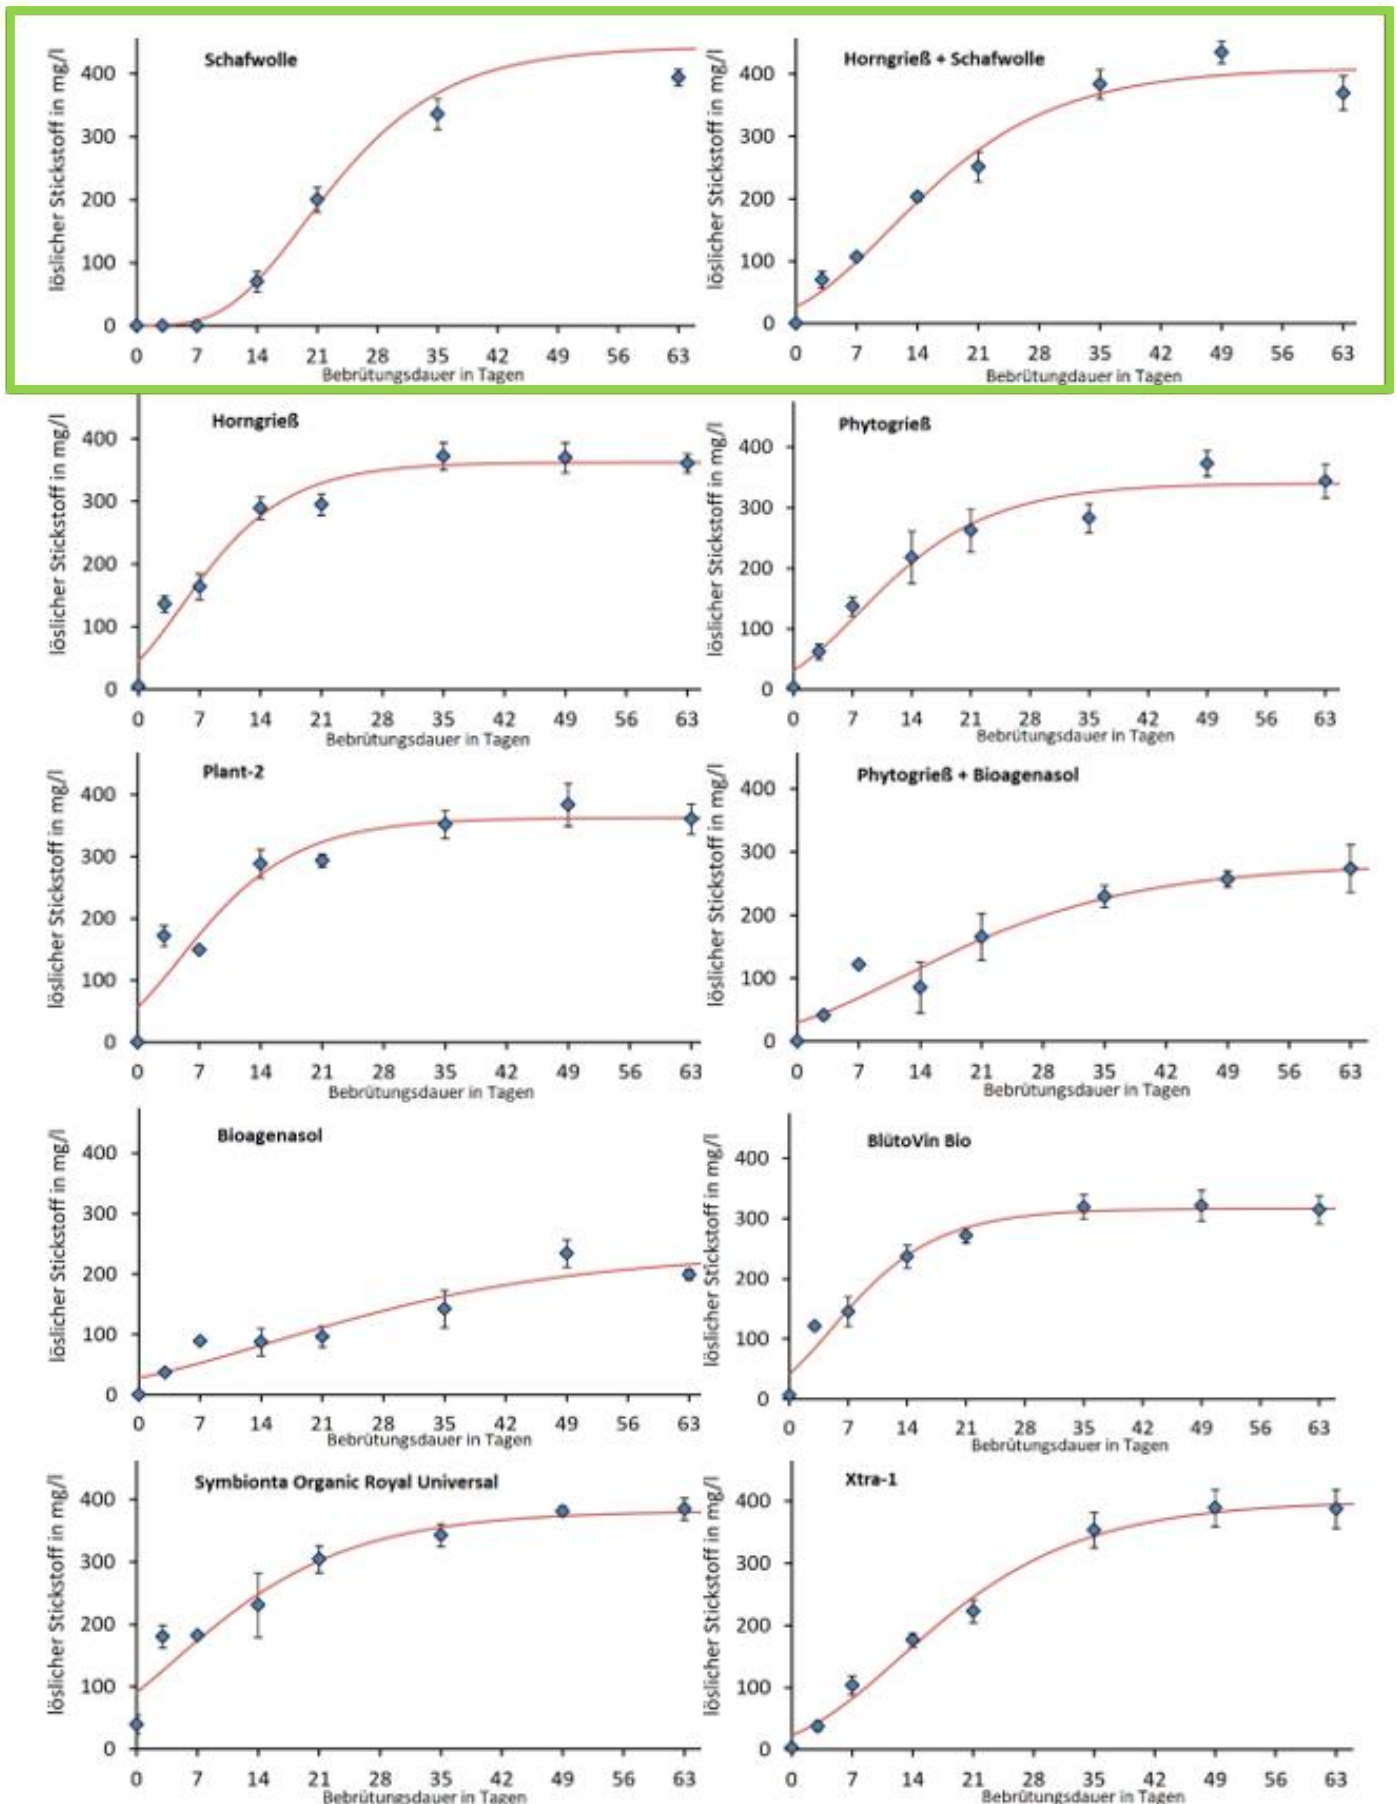 Schafwolle
löslicher Stickstoff in mg/l
400
300
200
100
0
0 7 14 21 28 35 42 49 56 63
Bebrütungsdauer in Tagen
Horngrieß + Schafwolle
löslicher Stickstoff in mg/l
400
300
200
100
0
0 7 14 21 28 35 42 49 56 63
Bebrütungdauer in Tagen
Horngrieß
löslicher Stickstoff in mg/l
400
300
200
100
0
0 7 14 21 28 35 42 49 56 63
Bebrütungsdauer in Tagen
Phytogrieß
löslicher Stickstoff in mg/l
400
300
200
100
0
0 7 14 21 28 35 42 49 56 63
Bebrütungsdauer in Tagen
Plant-2
löslicher Stickstoff in mg/l
400
300
200
100
0
0 7 14 21 28 35 42 49 56 63
Bebrütungsdauer in Tagen
Phytogrieß + Bioagenasol
löslicher Stickstoff in mg/l
400
300
200
100
0
0 7 14 21 28 35 42 49 56 63
Bebrütungsdauer in Tagen
Bioagenasol
löslicher Stickstoff in mg/l
400
300
200
100
0
0 7 14 21 28 35 42 49 56 63
Bebrütungsdauer in Tagen
BlütoVin Bio
löslicher Stickstoff in mg/l
400
300
200
100
0
0 7 14 21 28 35 42 49 56 63
Bebrütungsdauer in Tagen
Symbionta Organic Royal Universal
löslicher Stickstoff in mg/l
400
300
200
100
0
0 7 14 21 28 35 42 49 56 63
Bebrütungsdauer in Tagen
Xtra-1
löslicher Stickstoff in mg/l
400
300
200
100
0
0 7 14 21 28 35 42 49 56 63
Bebrütungsdauer in Tagen